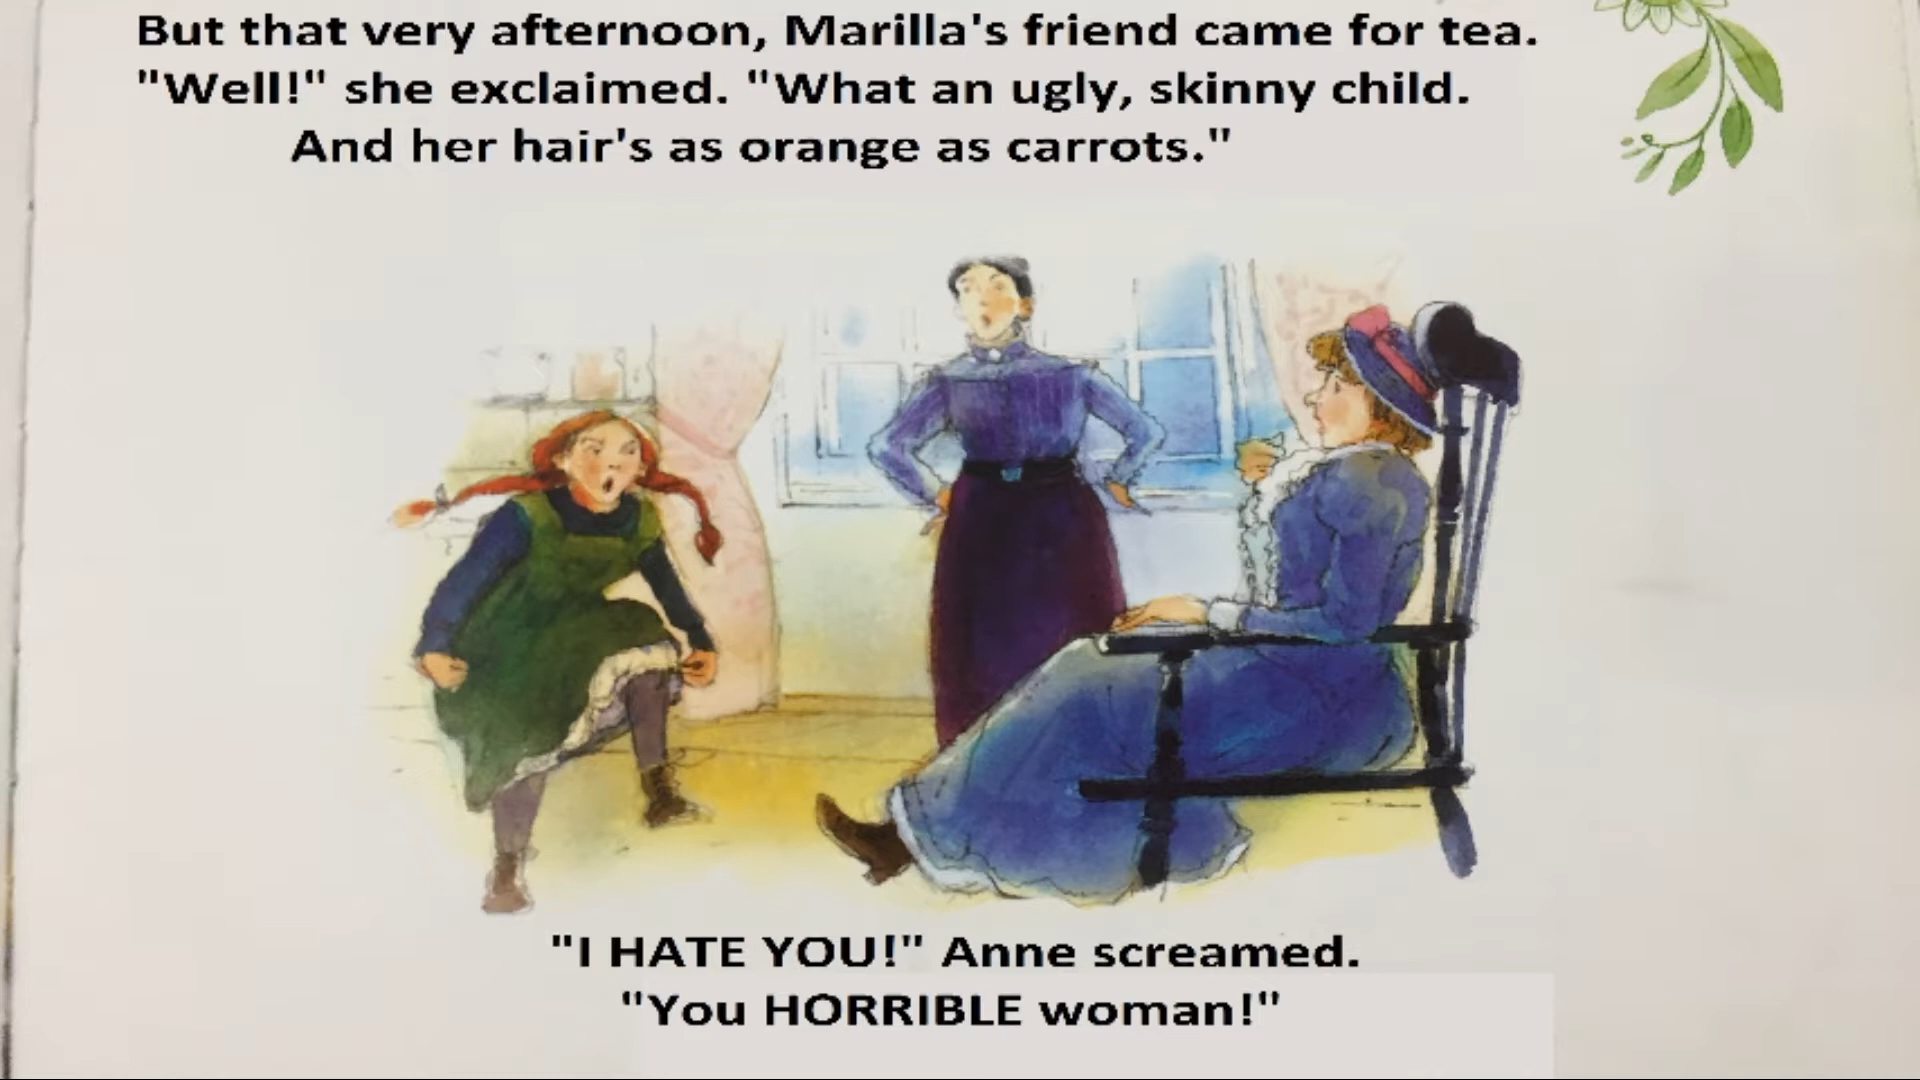 But that very afternoon, Marilla's friend came for tea.
"Well!" she exclaimed. "What an ugly, skinny child.
And her hair's as orange as carrots."
"I HATE YOU!" Anne screamed.
"You HORRIBLE woman!"